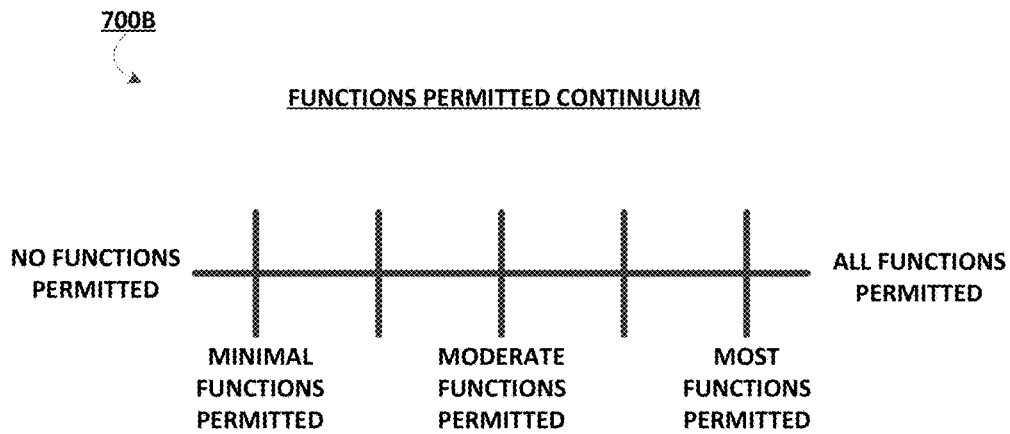 700B
FUNCTIONS PERMITTED CONTINUUM
NO FUNCTIONS
PERMITTED
ALL FUNCTIONS
PERMITTED
MINIMAL
FUNCTIONS
PERMITTED
MODERATE
FUNCTIONS
PERMITTED
MOST
FUNCTIONS
PERMITTED